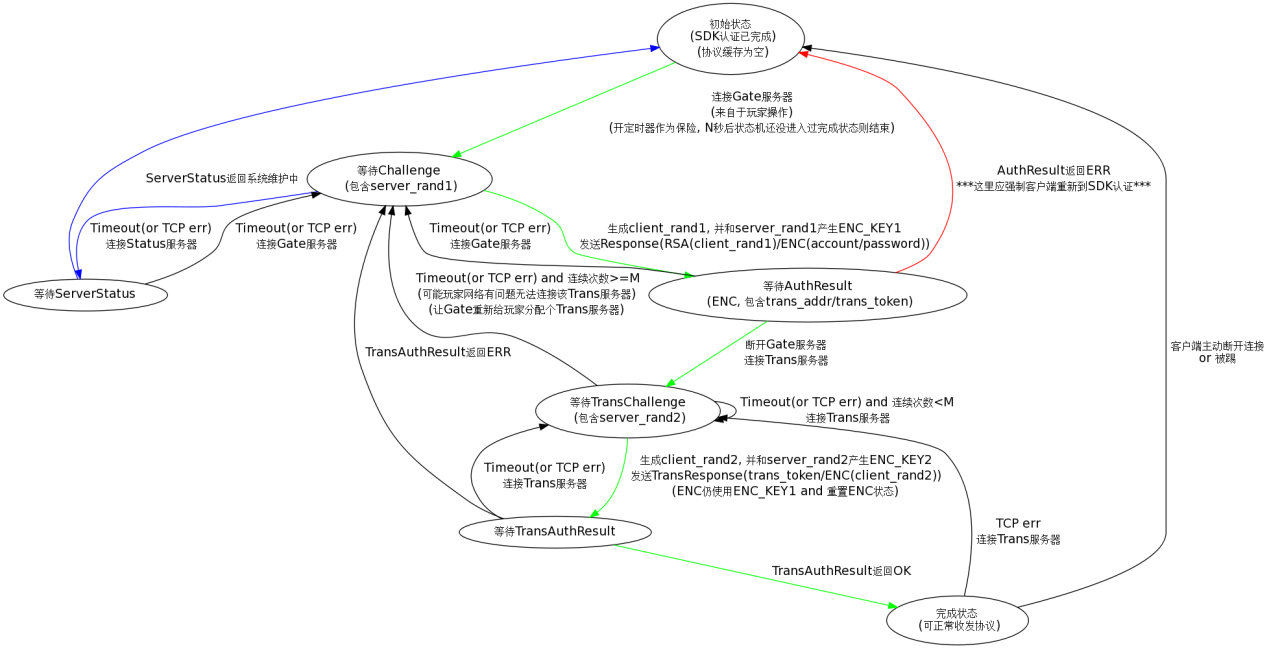 初始状态
(SDK认证已完成)
(协议缓存为空)
连接Gate服务器
(来自于玩家操作)
(开定时器作为保险, N秒后状态机还没进入过完成状态则结束)
等待Challenge
(包含server_rand1)
ServerStatus返回系统维护中
AuthResult返回ERR
***这里应强制客户端重新到SDK认证***
Timeout(or TCP err)
连接Status服务器
Timeout(or TCP err)
连接Gate服务器
Timeout(or TCP err)
连接Gate服务器
生成client_rand1, 并和server_rand1产生ENC_KEY1
发送Response(RSA(client_rand1)/ENC(account/password))
等待ServerStatus
Timeout(or TCP err) and 连续次数>=M
(可能玩家网络有问题无法连接该Trans服务器)
(让Gate重新给玩家分配个Trans服务器)
等待AuthResult
(ENC, 包含trans_addr/trans_token)
TransAuthResult返回ERR
断开Gate服务器
连接Trans服务器
客户端主动断开连接
or 被踢
等待TransChallenge
(包含server_rand2)
Timeout(or TCP err) and 连续次数<M
连接Trans服务器
Timeout(or TCP err)
连接Trans服务器
生成client_rand2, 并和server_rand2产生ENC_KEY2
发送TransResponse(trans_token/ENC(client_rand2))
(ENC仍使用ENC_KEY1 and 重置ENC状态)
等待TransAuthResult
TCP err
连接Trans服务器
TransAuthResult返回OK
完成状态
(可正常收发协议)